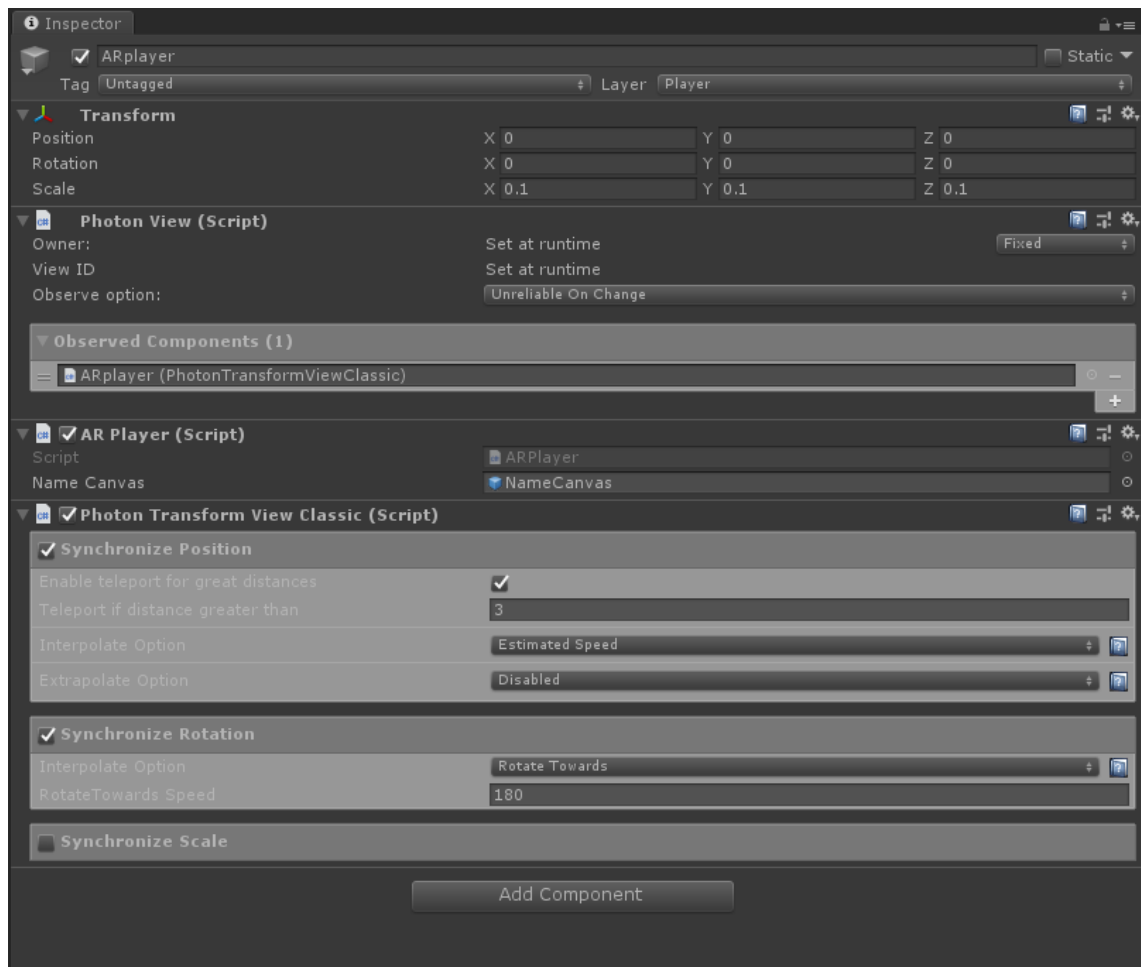 Inspector
ARplayer Static
Tag Untagged Layer Player
Transform
Position X 0 Y 0 Z 0
Rotation X 0 Y 0 Z 0
Scale X 0.1 Y 0.1 Z 0.1
Photon View (Script)
Owner: Set at runtime Fixed
View ID Set at runtime
Observe option: Unreliable On Change
Observed Components (1)
ARplayer (PhotonTransformViewClassic)
AR Player (Script)
Script ARPlayer
Name Canvas NameCanvas
Photon Transform View Classic (Script)
Synchronize Position
Enable teleport for great distances
Teleport if distance greater than 3
Interpolate Option Estimated Speed
Extrapolate Option Disabled
Synchronize Rotation
Interpolate Option Rotate Towards
RotateTowards Speed 180
Synchronize Scale
Add Component